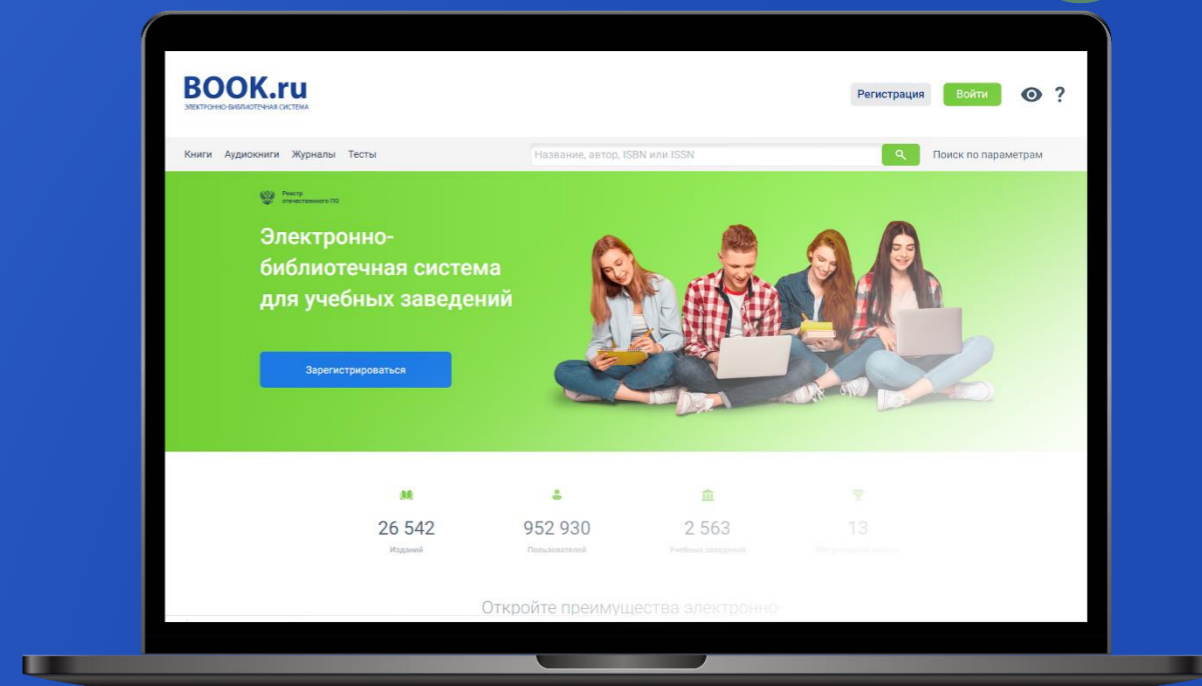 BOOK.ru
ЭЛЕКТРОННО-БИБЛИОТЕЧНАЯ СИСТЕМА
Регистрация
Войти
?
Книги Аудиокниги Журналы Тесты
Название, автор, ISBN или ISSN
Поиск по параметрам
Реестр
отечественного ПО
Электронно-
библиотечная система
для учебных заведений
Зарегистрироваться
26 542
952 930
2 563
13
Изданий
Пользователей
Учебных заведений
Откройте преимущества электронно-